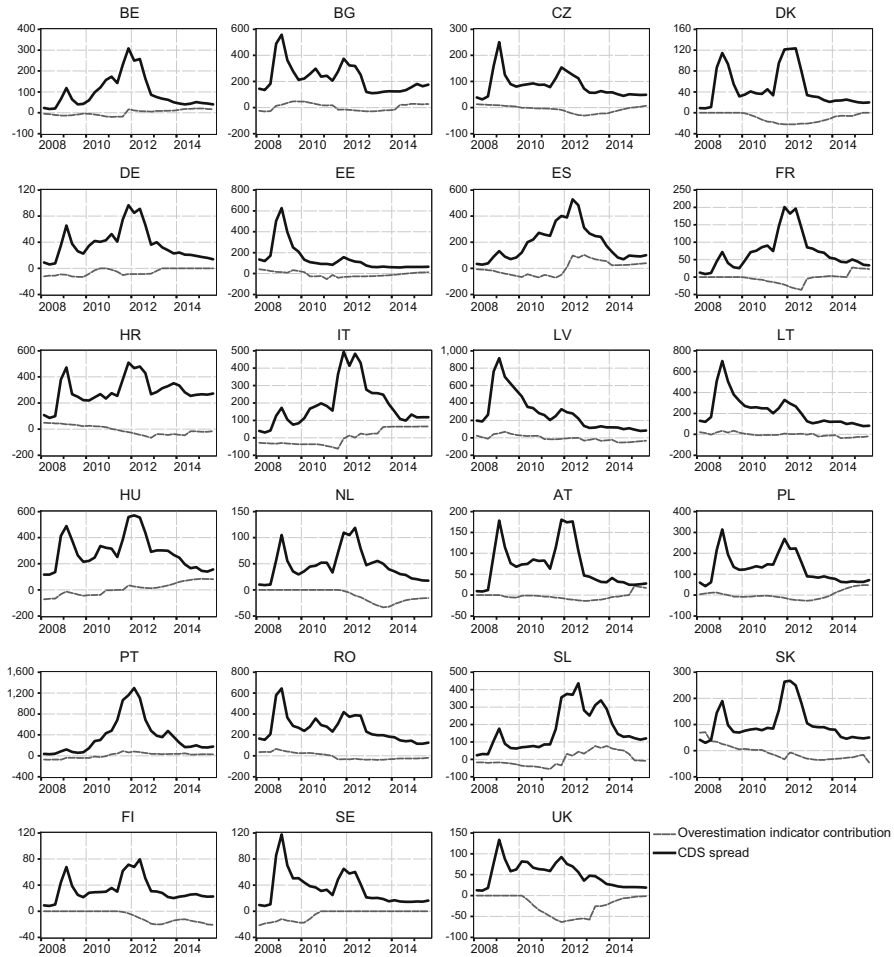 BE
400
300
200
100
0
-100
2008 2010 2012 2014
BG
600
400
200
0
-200
2008 2010 2012 2014
CZ
300
200
100
0
-100
2008 2010 2012 2014
DK
160
120
80
40
0
-40
2008 2010 2012 2014
DE
120
80
40
0
-40
2008 2010 2012 2014
EE
800
600
400
200
0
200
2008 2010 2012 2014
ES
600
400
200
0
-200
2008 2010 2012 2014
FR
250
200
150
100
50
0
-50
2008 2010 2012 2014
HR
600
400
200
0
-200
2008 2010 2012 2014
IT
500
400
300
200
100
0
-100
2008 2010 2012 2014
LV
1,000
800
600
400
200
0
-200
2008 2010 2012 2014
LT
800
600
400
200
0
-200
2008 2010 2012 2014
HU
600
400
200
0
-200
2008 2010 2012 2014
NL
150
100
50
0
-50
2008 2010 2012 2014
AT
200
150
100
50
0
-50
2008 2010 2012 2014
PL
400
300
200
100
0
-100
2008 2010 2012 2014
PT
1,600
1,200
800
400
0
-400
2008 2010 2012 2014
RO
800
600
400
200
0
-200
2008 2010 2012 2014
SL
500
400
300
200
100
0
-100
2008 2010 2012 2014
SK
300
200
100
0
-100
2008 2010 2012 2014
FI
120
80
40
0
-40
2008 2010 2012 2014
SE
120
80
40
0
-40
2008 2010 2012 2014
UK
150
100
50
0
-50
-100
2008 2010 2012 2014
Overestimation indicator contribution
CDS spread